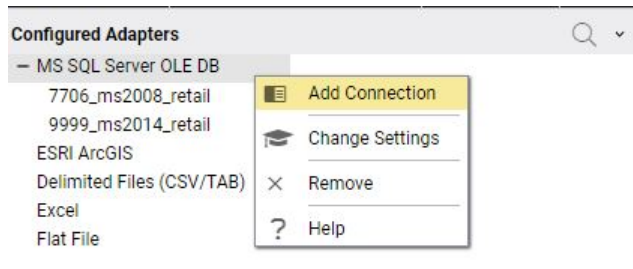 Configured Adapters
− MS SQL Server OLE DB
7706_ms2008_retail
9999_ms2014_retail
ESRI ArcGIS
Delimited Files (CSV/TAB)
Excel
Flat File
Add Connection
Change Settings
Remove
? Help